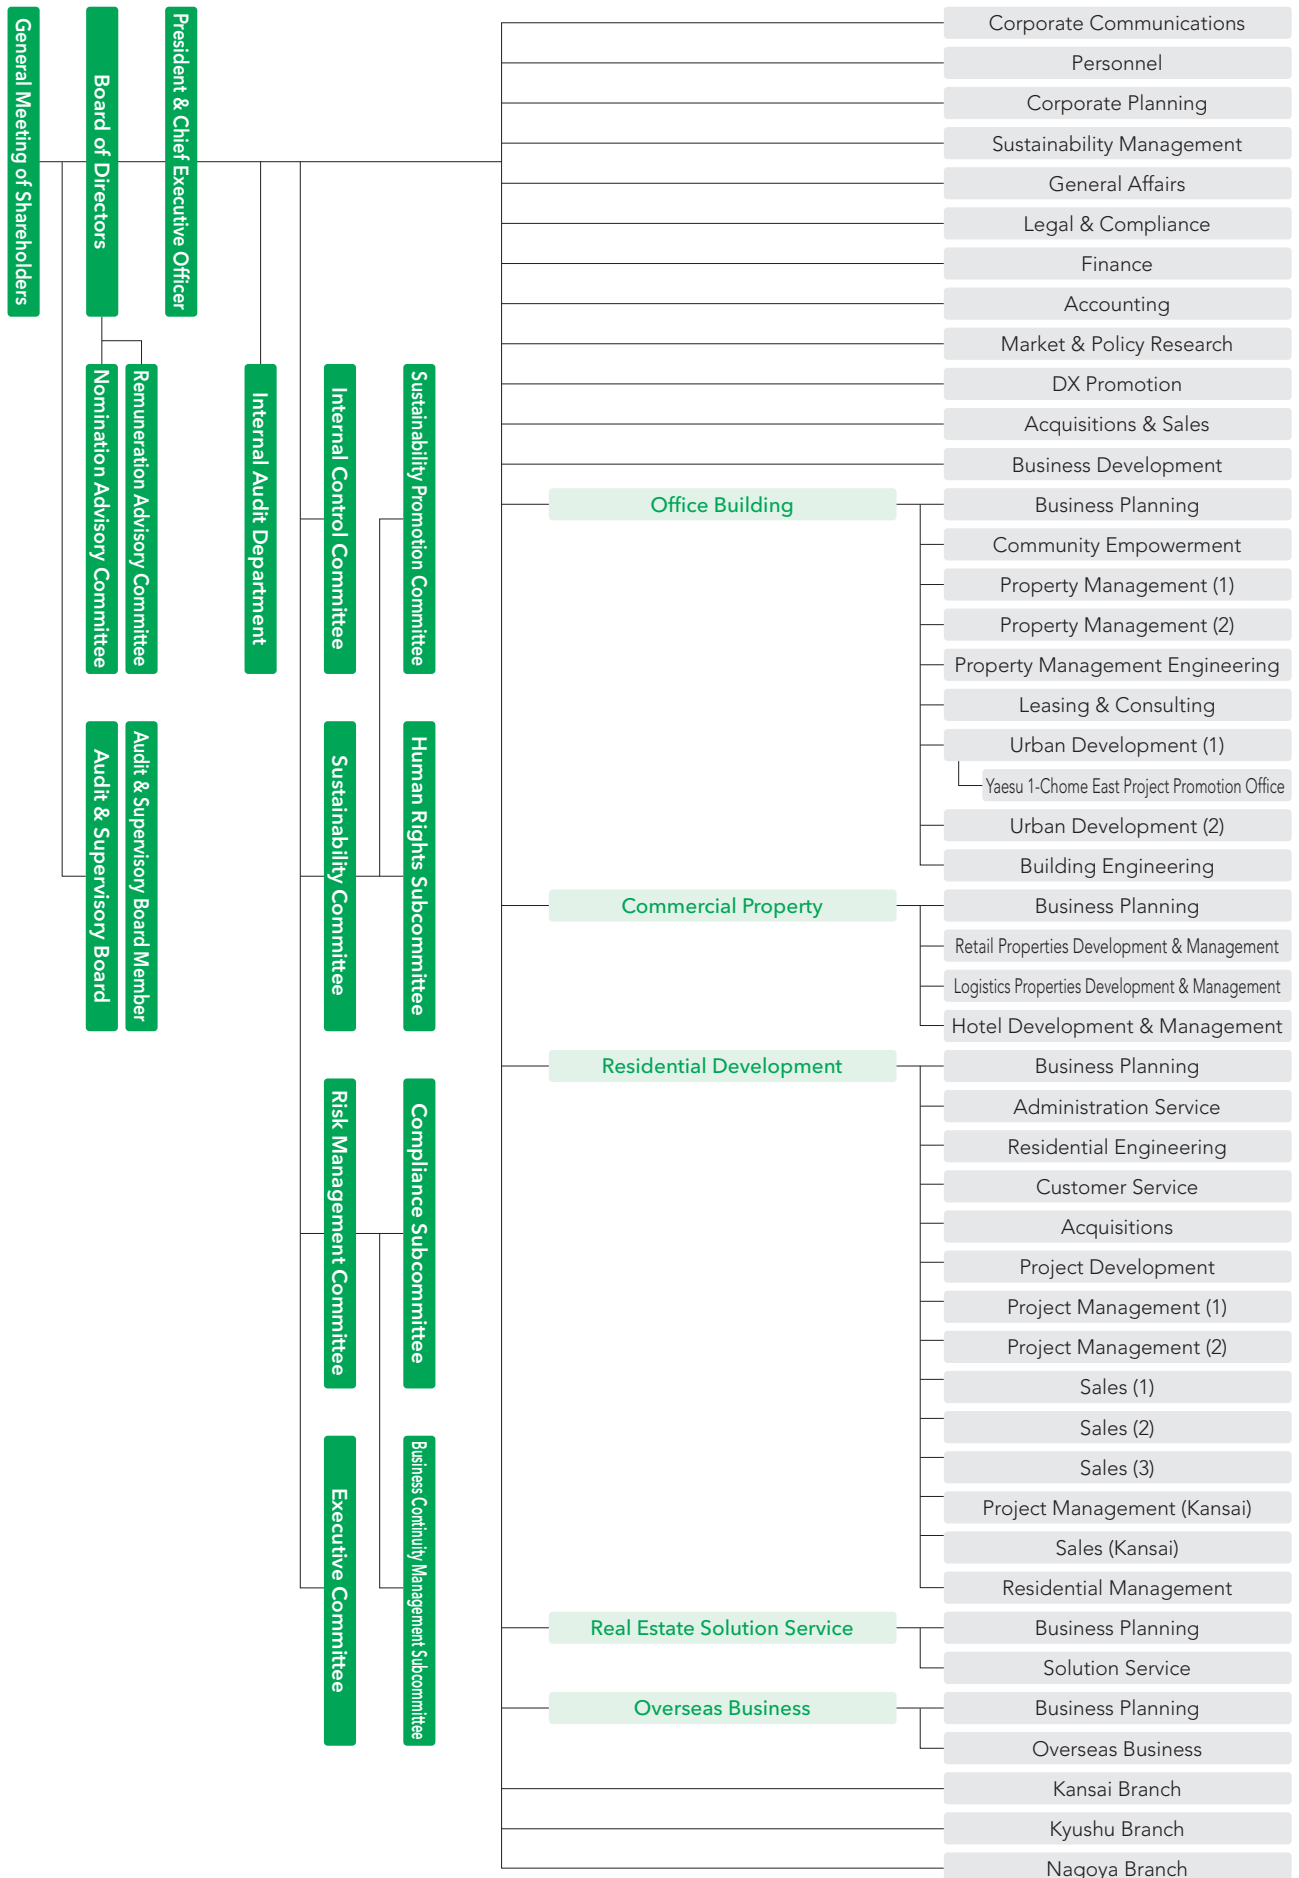 General Meeting of Shareholders
Board of Directors
President & Chief Executive Officer
Nomination Advisory Committee
Remuneration Advisory Committee
Audit & Supervisory Board
Audit & Supervisory Board Member
Internal Audit Department
Internal Control Committee
Sustainability Promotion Committee
Sustainability Committee
Human Rights Subcommittee
Risk Management Committee
Compliance Subcommittee
Executive Committee
Business Continuity Management Subcommittee
Corporate Communications
Personnel
Corporate Planning
Sustainability Management
General Affairs
Legal & Compliance
Finance
Accounting
Market & Policy Research
DX Promotion
Acquisitions & Sales
Business Development
Office Building
Business Planning
Community Empowerment
Property Management (1)
Property Management (2)
Property Management Engineering
Leasing & Consulting
Urban Development (1)
Yaesu 1-Chome East Project Promotion Office
Urban Development (2)
Building Engineering
Commercial Property
Business Planning
Retail Properties Development & Management
Logistics Properties Development & Management
Hotel Development & Management
Residential Development
Business Planning
Administration Service
Residential Engineering
Customer Service
Acquisitions
Project Development
Project Management (1)
Project Management (2)
Sales (1)
Sales (2)
Sales (3)
Project Management (Kansai)
Sales (Kansai)
Residential Management
Real Estate Solution Service
Business Planning
Solution Service
Overseas Business
Business Planning
Overseas Business
Kansai Branch
Kyushu Branch
Nagoya Branch